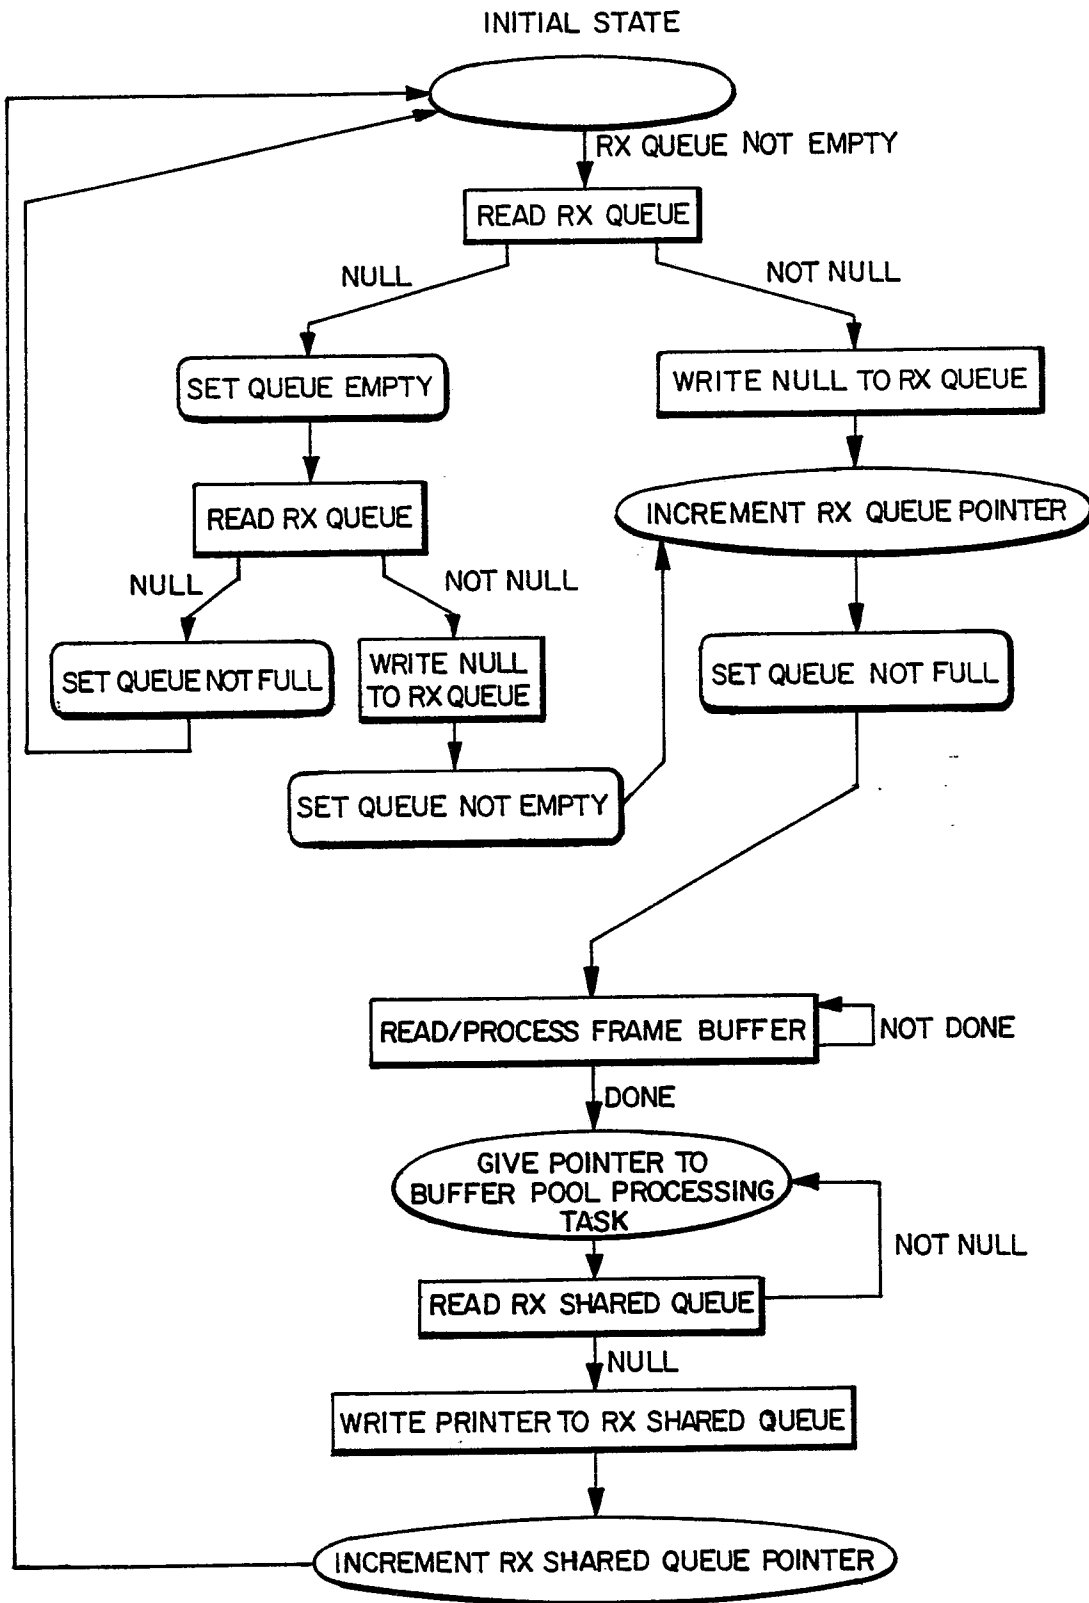 INITIAL STATE
RX QUEUE NOT EMPTY
READ RX QUEUE
NULL
NOT NULL
SET QUEUE EMPTY
WRITE NULL TO RX QUEUE
READ RX QUEUE
INCREMENT RX QUEUE POINTER
NULL
NOT NULL
SET QUEUE NOT FULL
WRITE NULL
TO RX QUEUE
SET QUEUE NOT FULL
SET QUEUE NOT EMPTY
READ/PROCESS FRAME BUFFER
NOT DONE
DONE
GIVE POINTER TO
BUFFER POOL PROCESSING
TASK
NOT NULL
READ RX SHARED QUEUE
NULL
WRITE PRINTER TO RX SHARED QUEUE
INCREMENT RX SHARED QUEUE POINTER